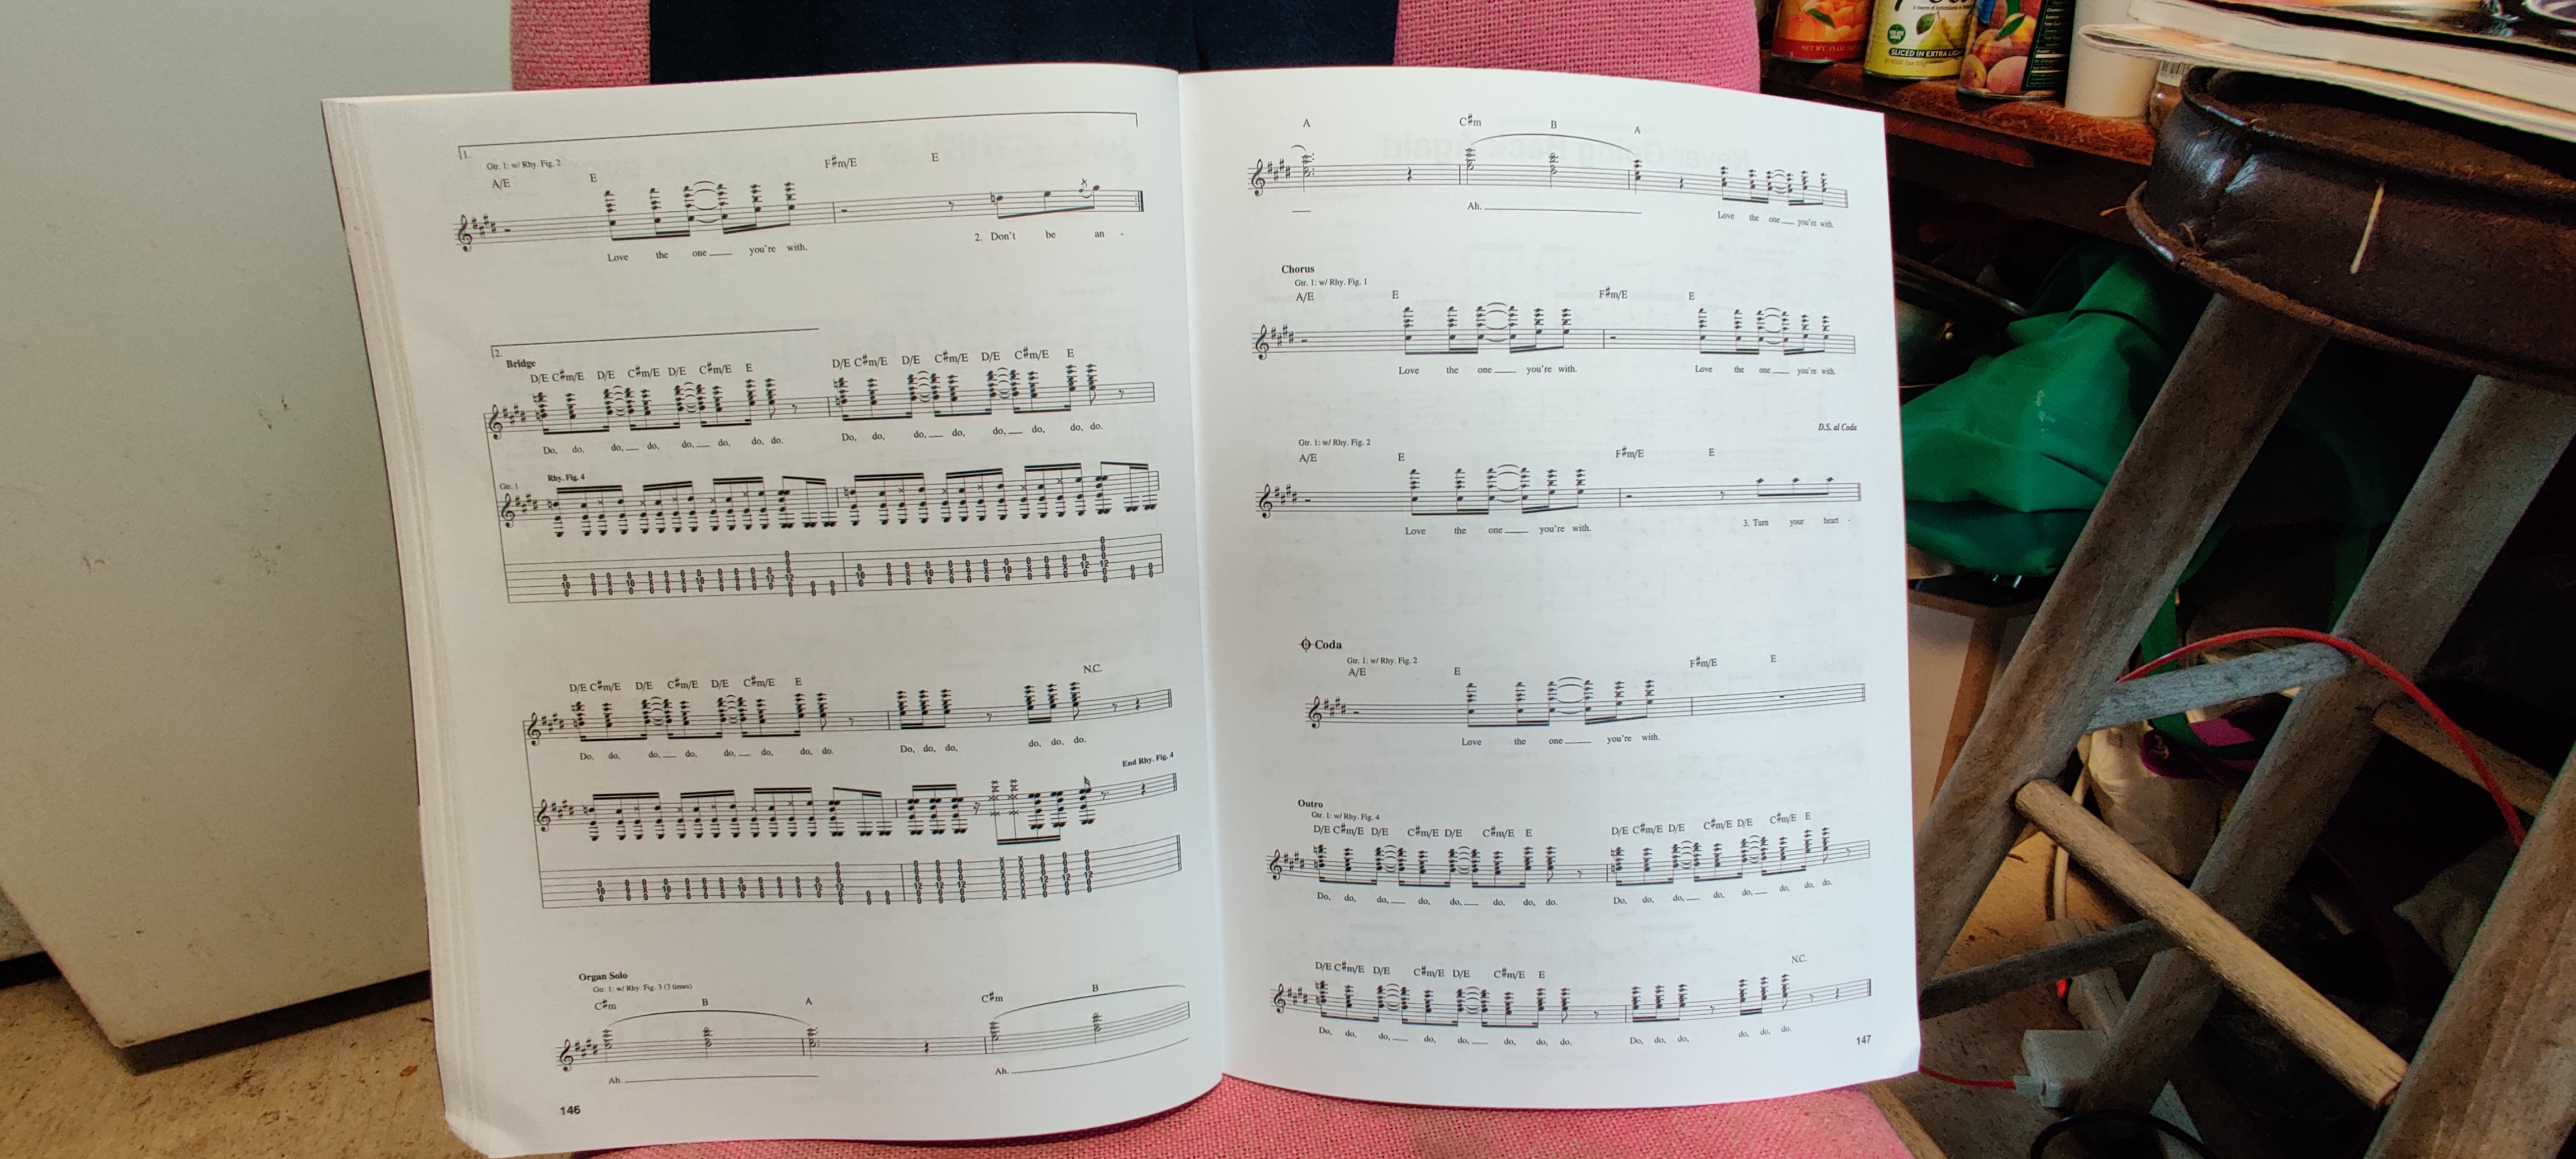 1.
Gtr. 1: w/ Rhy. Fig. 2
A/E E F#m/E E
Love the one you're with. 2. Don't be an -
2.
Bridge
D/E C#m/E D/E C#m/E D/E C#m/E E D/E C#m/E D/E C#m/E D/E C#m/E E
Do, do, do, do, do, do, do, do. Do, do, do, do, do, do, do, do.
Rhy. Fig. 4
Gtr. 1
D/E C#m/E D/E C#m/E D/E C#m/E E N.C.
Do, do, do, do, do, do, do, do. Do, do, do, do, do, do.
End Rhy. Fig. 4
Organ Solo
Gtr. 1: w/ Rhy. Fig. 3 (3 times)
C#m B A C#m B
Ah. Ah.
146
A C#m B A
Ah. Love the one you're with.
Chorus
Gtr. 1: w/ Rhy. Fig. 1
A/E E F#m/E E
Love the one you're with. Love the one you're with.
D.S. al Coda
Gtr. 1: w/ Rhy. Fig. 2
A/E E F#m/E E
Love the one you're with. 3. Turn your heart -
Coda
Gtr. 1: w/ Rhy. Fig. 2
A/E E F#m/E E
Love the one you're with.
Outro
Gtr. 1: w/ Rhy. Fig. 4
D/E C#m/E D/E C#m/E D/E C#m/E E D/E C#m/E D/E C#m/E D/E C#m/E E
Do, do, do, do, do, do, do, do. Do, do, do, do, do, do, do, do.
D/E C#m/E D/E C#m/E D/E C#m/E E N.C.
Do, do, do, do, do, do, do, do. Do, do, do, do, do, do.
147
SLICED IN EXTRA